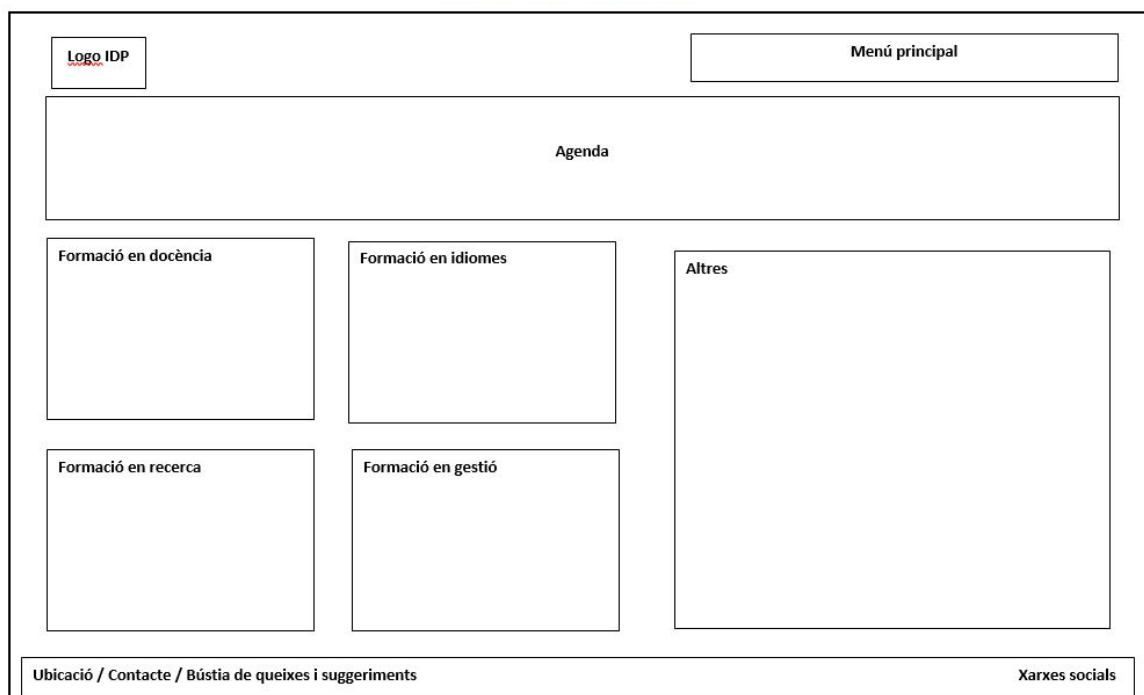 Logo IDP
Menú principal
Agenda
Formació en docència
Formació en idiomes
Altres
Formació en recerca
Formació en gestió
Ubicació / Contacte / Bústia de queixes i suggeriments
Xarxes socials